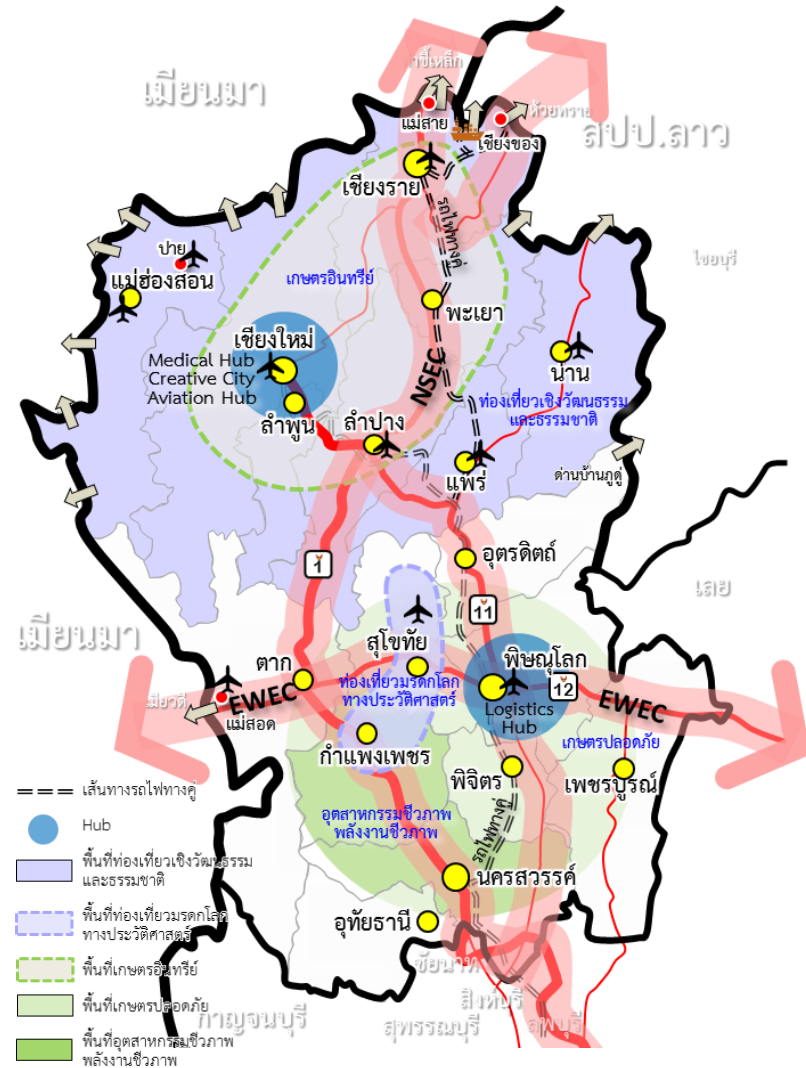 เมียนมา
ท่าขี้เหล็ก
แม่สาย
ห้วยทราย
เชียงของ
สปป.ลาว
เชียงราย
รถไฟทางคู่
ปาย
แม่ฮ่องสอน
เกษตรอินทรีย์
ไชยบุรี
พะเยา
เชียงใหม่
Medical Hub
Creative City
Aviation Hub
NSEC
น่าน
ลำพูน
ลำปาง
ท่องเที่ยวเชิงวัฒนธรรม
และธรรมชาติ
แพร่
ด่านบ้านภูดู่
อุตรดิตถ์
1
11
เลย
เมียนมา
สุโขทัย
พิษณุโลก
ตาก
เมียวดี
EWEC
แม่สอด
ท่องเที่ยวมรดกโลก
ทางประวัติศาสตร์
12
Logistics
Hub
EWEC
กำแพงเพชร
เกษตรปลอดภัย
พิจิตร
เพชรบูรณ์
อุตสาหกรรมชีวภาพ
พลังงานชีวภาพ
รถไฟทางคู่
นครสวรรค์
อุทัยธานี
ชัยนาท
สิงห์บุรี
กาญจนบุรี
สุพรรณบุรี
ลพบุรี
เส้นทางรถไฟทางคู่
Hub
พื้นที่ท่องเที่ยวเชิงวัฒนธรรม
และธรรมชาติ
พื้นที่ท่องเที่ยวมรดกโลก
ทางประวัติศาสตร์
พื้นที่เกษตรอินทรีย์
พื้นที่เกษตรปลอดภัย
พื้นที่อุตสาหกรรมชีวภาพ
พลังงานชีวภาพ